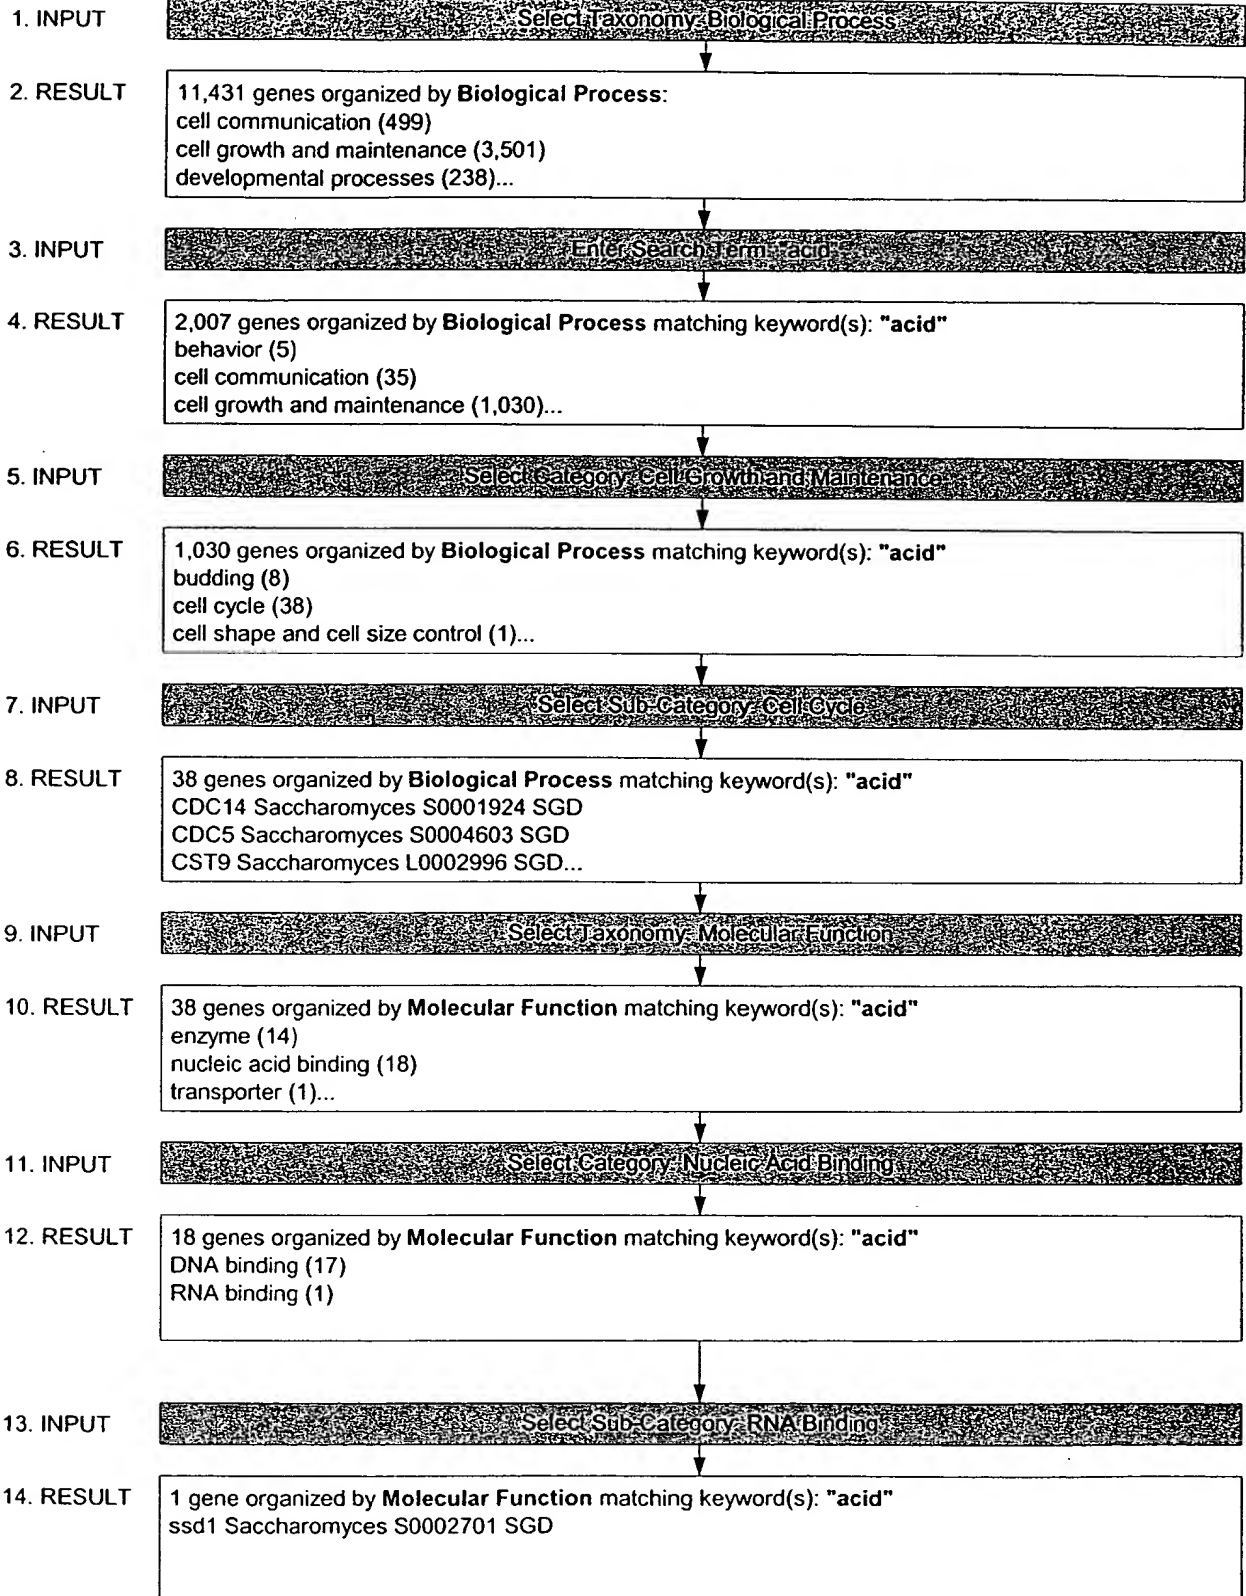 1. INPUT
Select Taxonomy: Biological Process
2. RESULT
11,431 genes organized by Biological Process:
cell communication (499)
cell growth and maintenance (3,501)
developmental processes (238)...
3. INPUT
Enter Search Term: "acid"
4. RESULT
2,007 genes organized by Biological Process matching keyword(s): "acid"
behavior (5)
cell communication (35)
cell growth and maintenance (1,030)...
5. INPUT
Select Category: Cell Growth and Maintenance
6. RESULT
1,030 genes organized by Biological Process matching keyword(s): "acid"
budding (8)
cell cycle (38)
cell shape and cell size control (1)...
7. INPUT
Select Sub-Category: Cell Cycle
8. RESULT
38 genes organized by Biological Process matching keyword(s): "acid"
CDC14 Saccharomyces S0001924 SGD
CDC5 Saccharomyces S0004603 SGD
CST9 Saccharomyces L0002996 SGD...
9. INPUT
Select Taxonomy: Molecular Function
10. RESULT
38 genes organized by Molecular Function matching keyword(s): "acid"
enzyme (14)
nucleic acid binding (18)
transporter (1)...
11. INPUT
Select Category: Nucleic Acid Binding
12. RESULT
18 genes organized by Molecular Function matching keyword(s): "acid"
DNA binding (17)
RNA binding (1)
13. INPUT
Select Sub-Category: RNA Binding
14. RESULT
1 gene organized by Molecular Function matching keyword(s): "acid"
ssd1 Saccharomyces S0002701 SGD